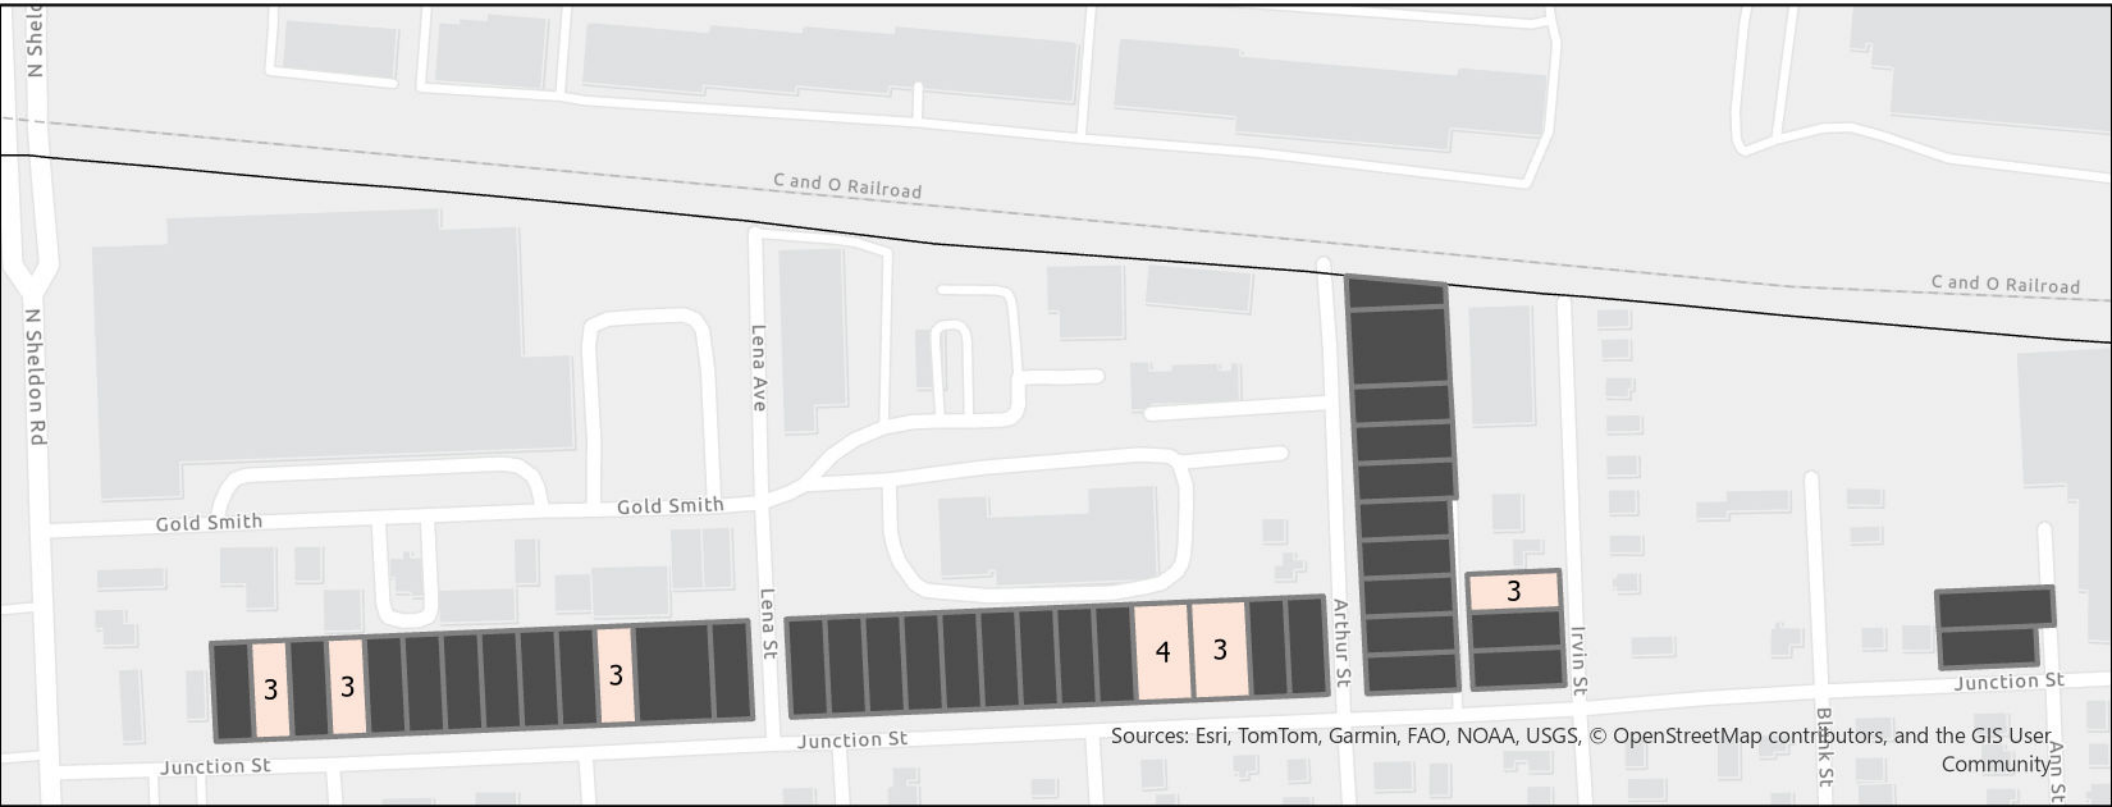 N Shel
C and O Railroad
C and O Railroad
N Sheldon Rd
Lena Ave
Gold Smith
Gold Smith
Lena St
Arthur St
Irvin St
3
3
3
3
4
3
Junction St
Junction St
Junction St
Blunk St
Ann St
Sources: Esri, TomTom, Garmin, FAO, NOAA, USGS, © OpenStreetMap contributors, and the GIS User
Community